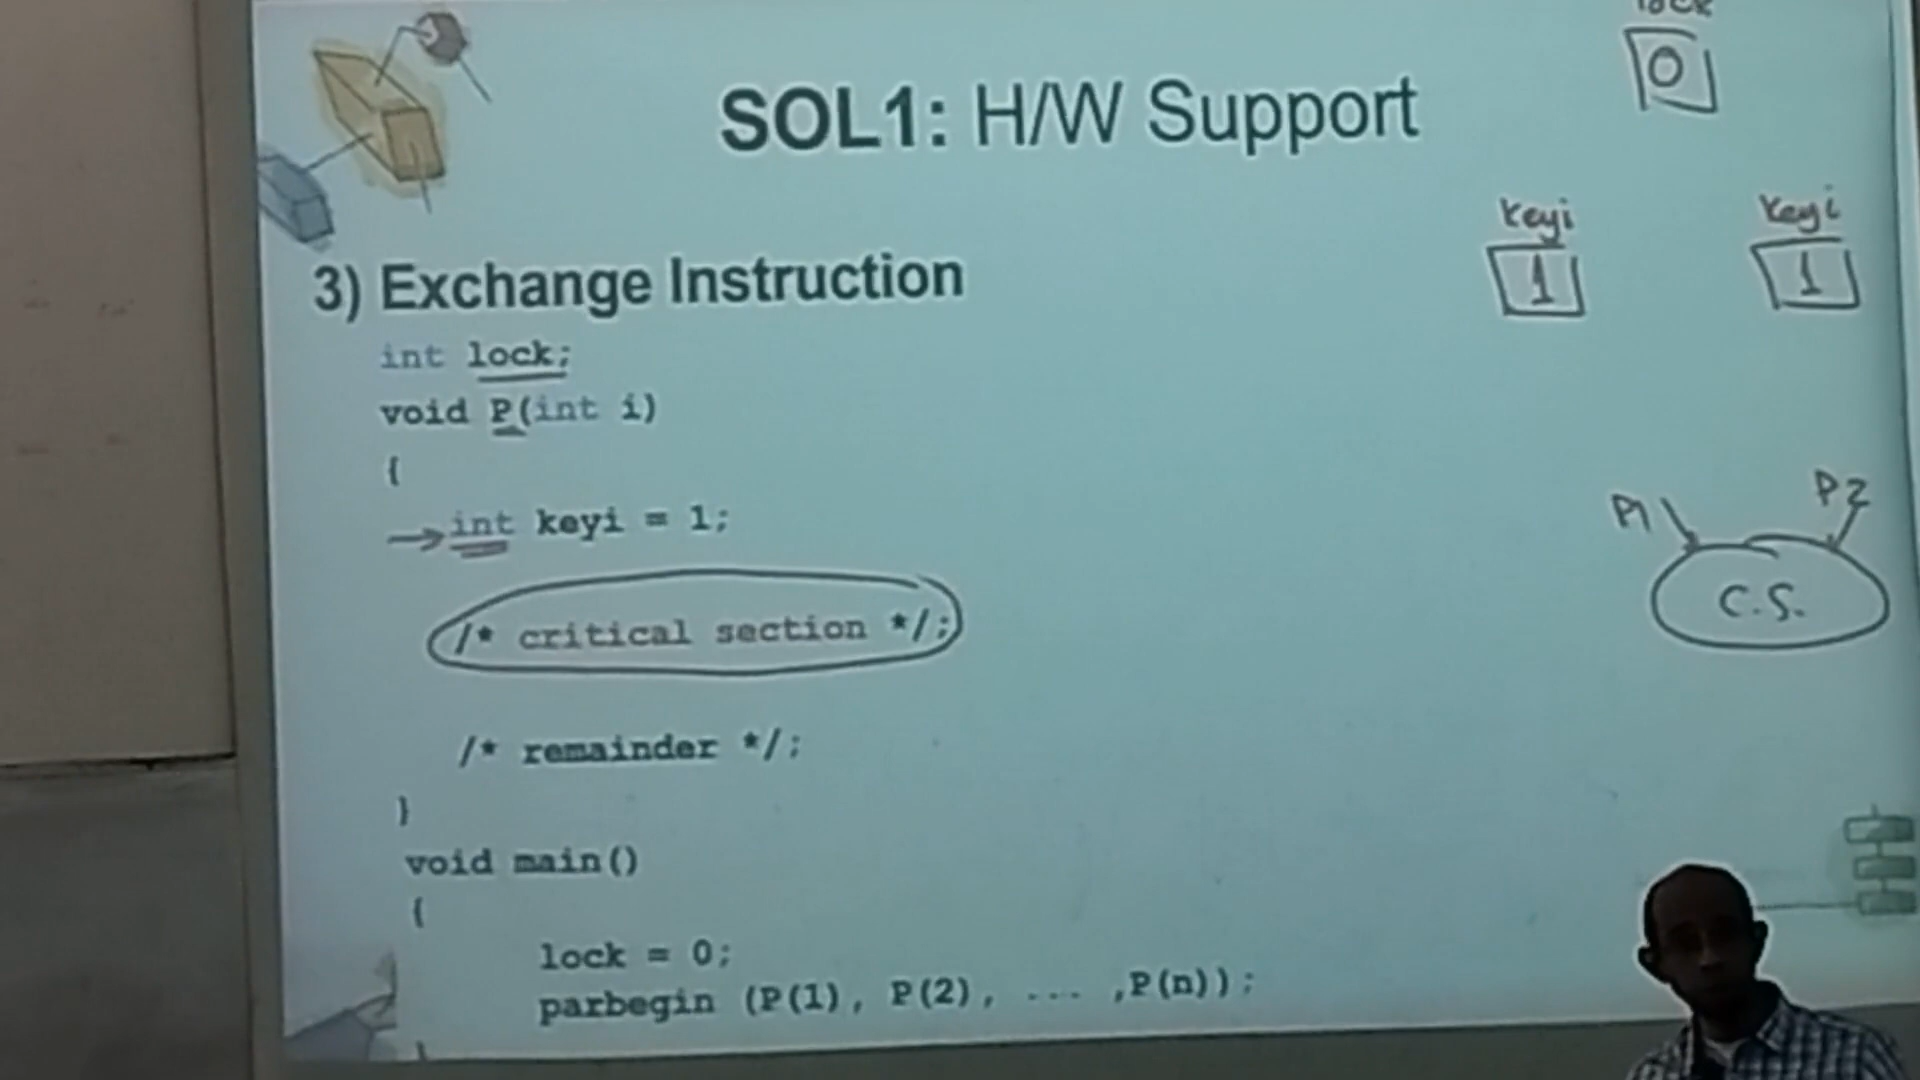 lock
0
SOL1: H/W Support
keyi
keyi
1
1
3) Exchange Instruction
int lock;
void P(int i)
{
int keyi = 1;
P1
P2
C.S.
/* critical section */;
/* remainder */;
}
void main()
{
lock = 0;
parbegin (P(1), P(2), ... ,P(n));